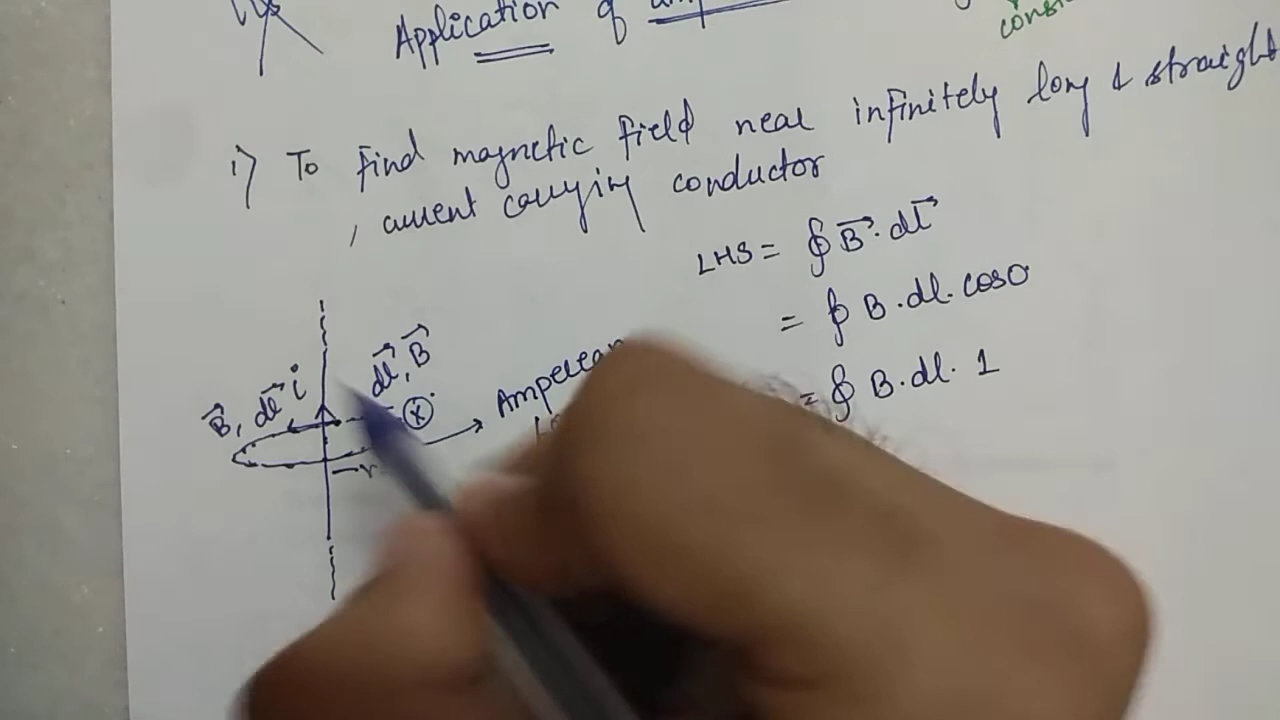 Application of
i) To find magnetic field near infinitely long & straight
, current carrying conductor
LHS = ∮ B⃗ · dl⃗
= ∮ B · dl · cos0
= ∮ B · dl · 1
i
dl⃗, B⃗
B⃗, dl⃗
x
Amperean
r